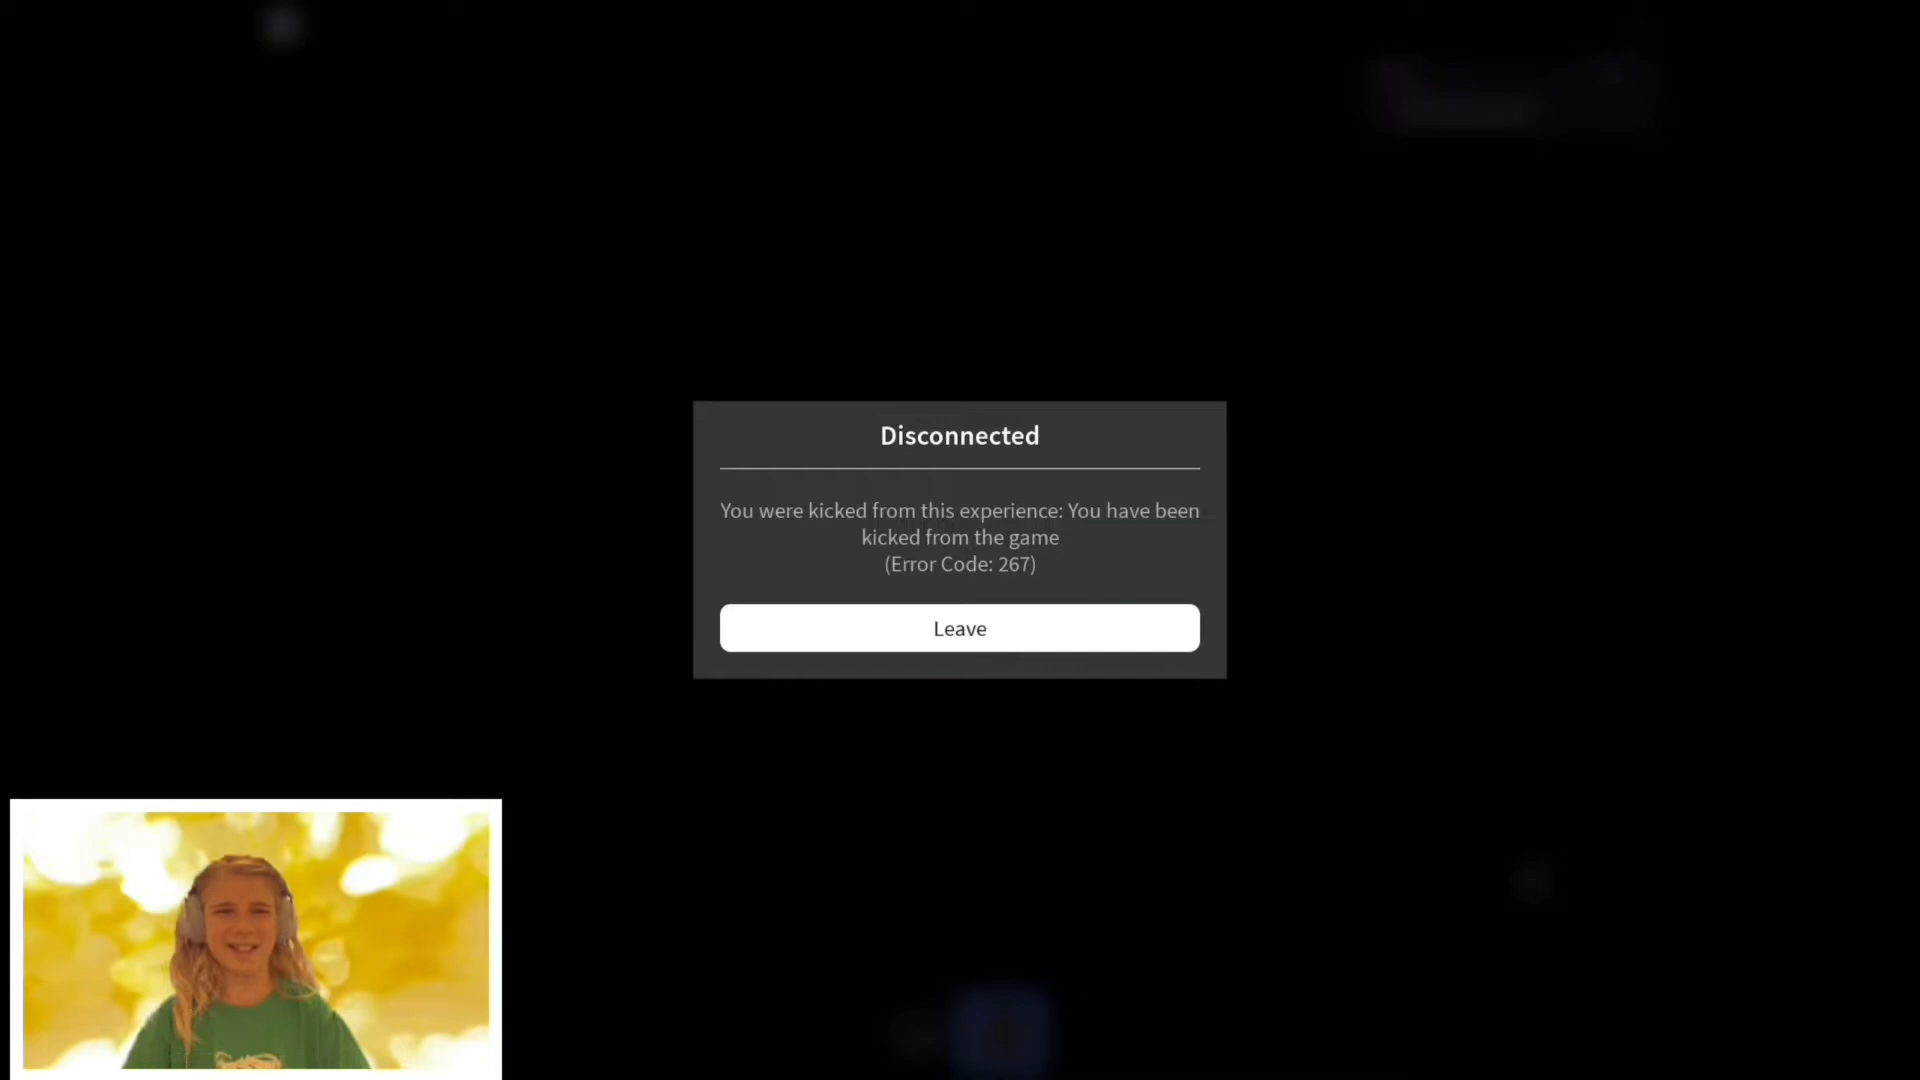 Disconnected
You were kicked from this experience: You have been
kicked from the game
(Error Code: 267)
Leave